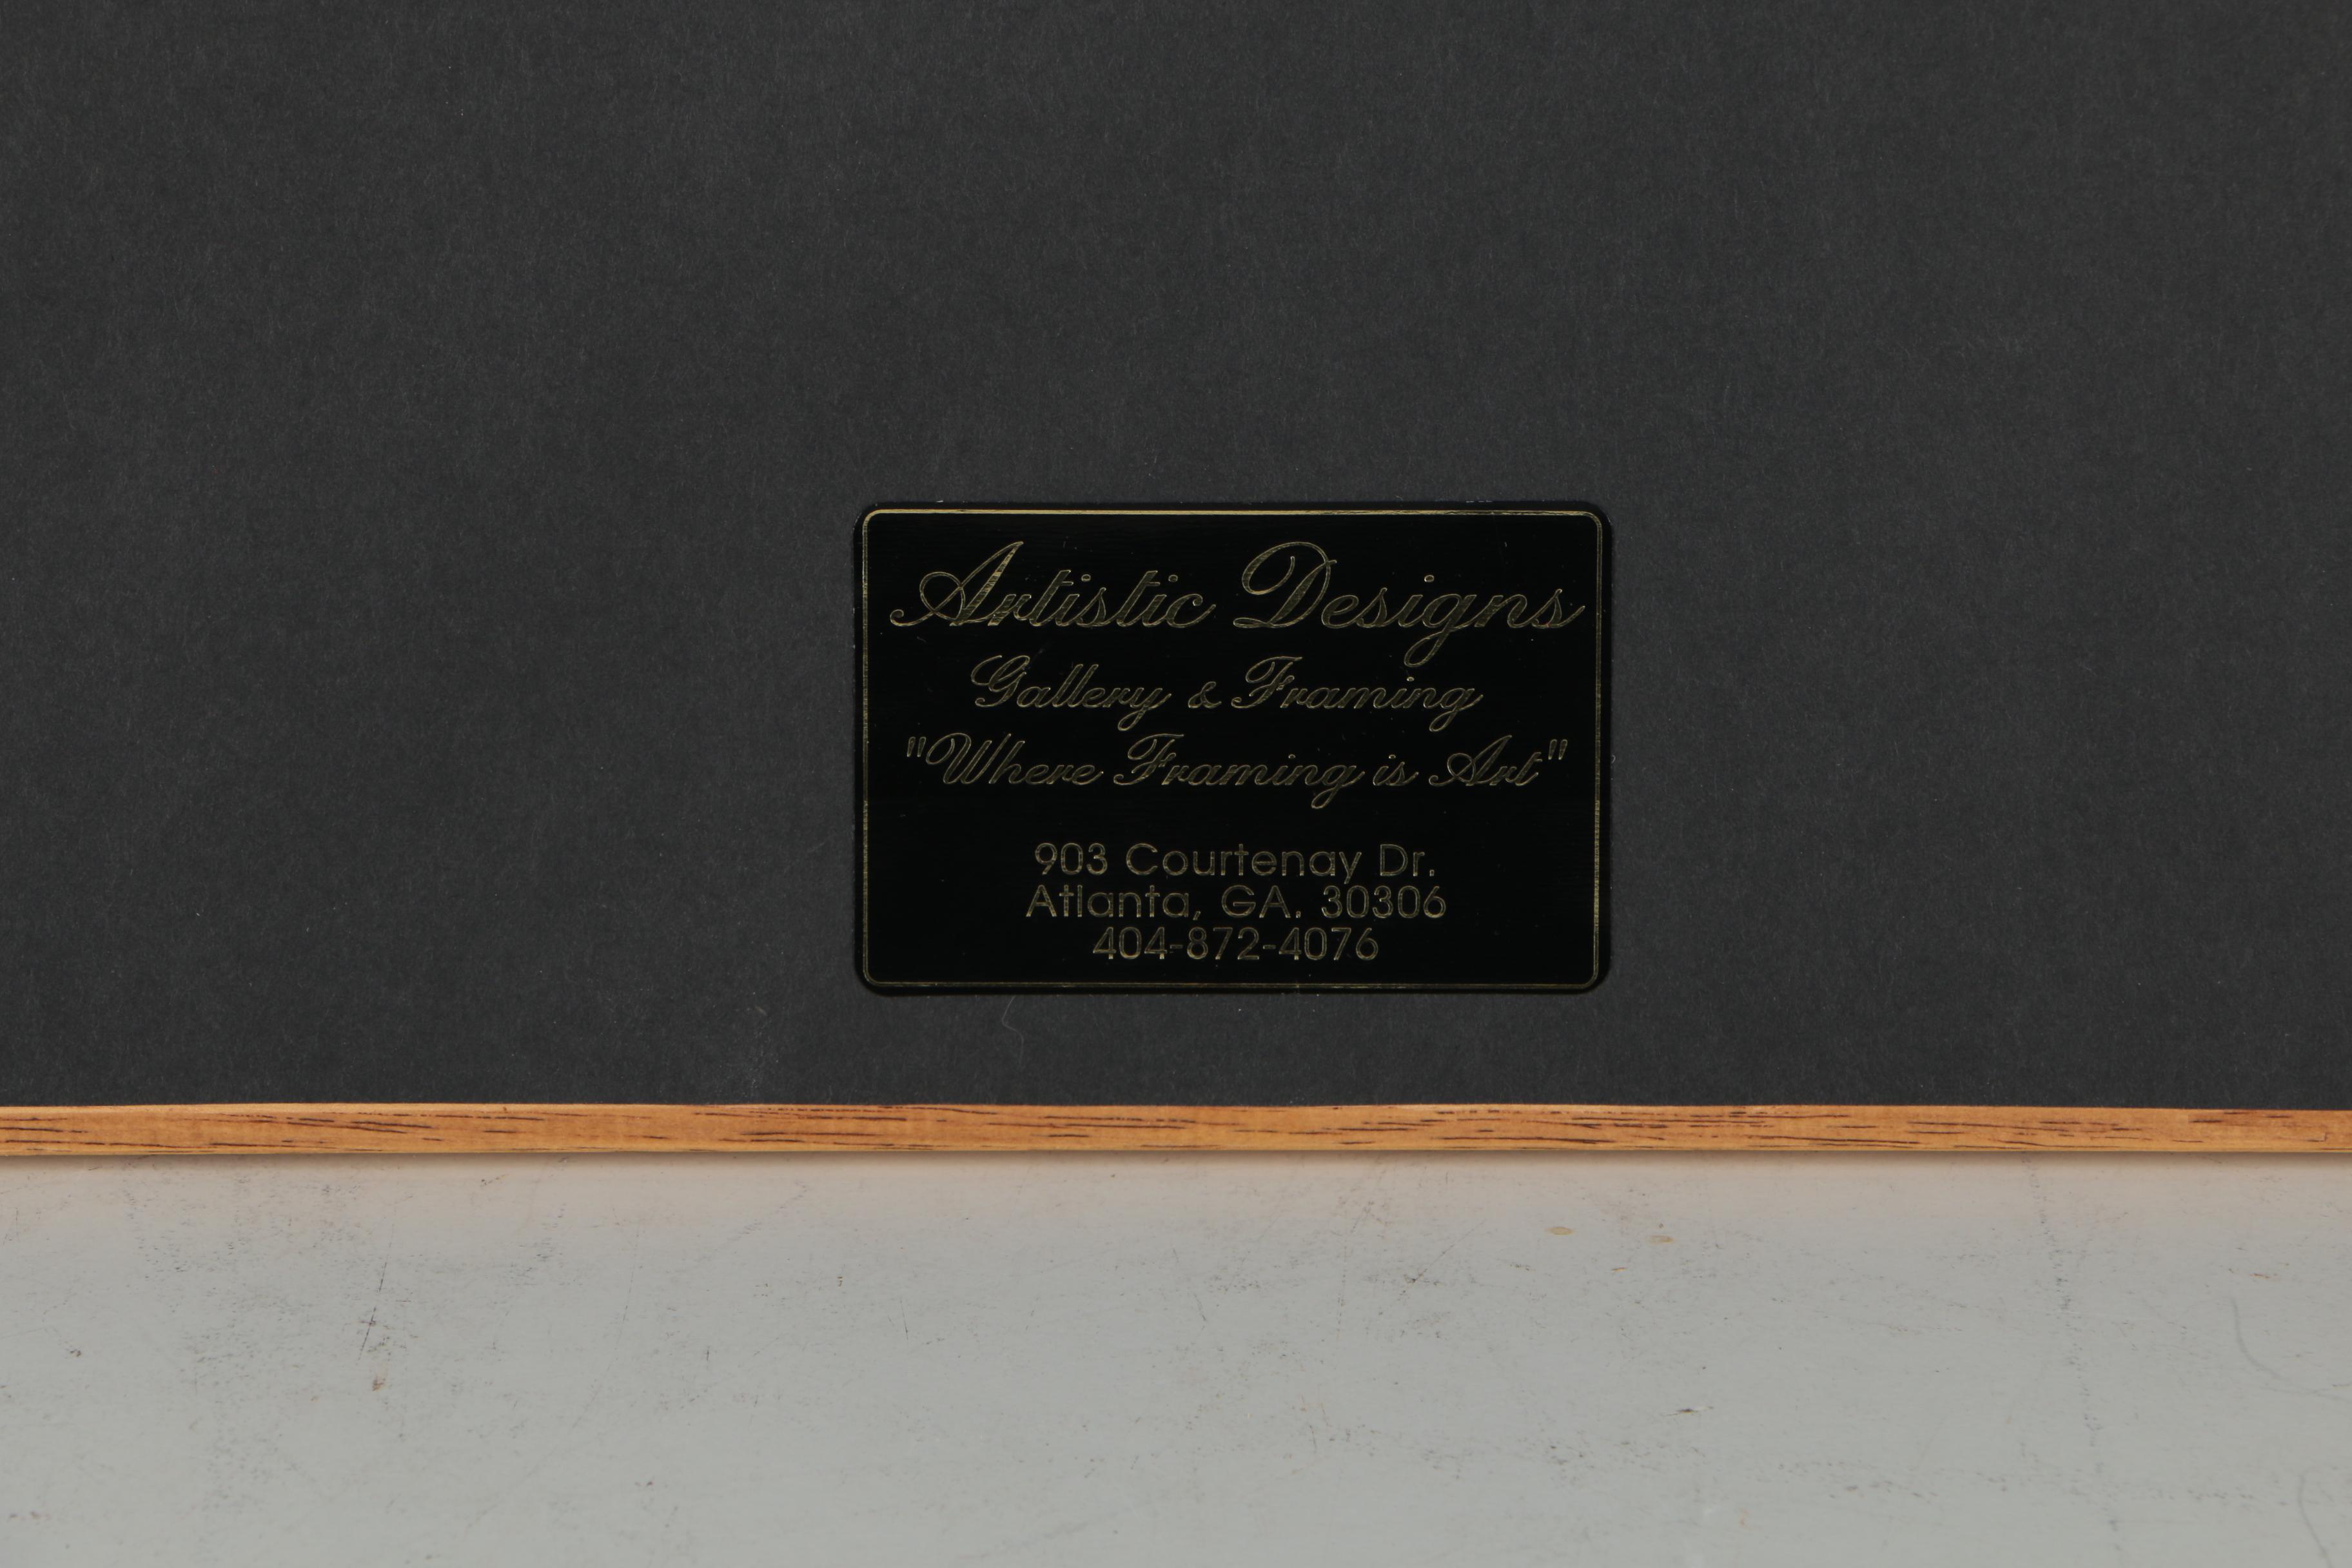 Artistic Designs
Gallery & Framing
"Where Framing is Art"
903 Courtenay Dr.
Atlanta, GA. 30306
404-872-4076